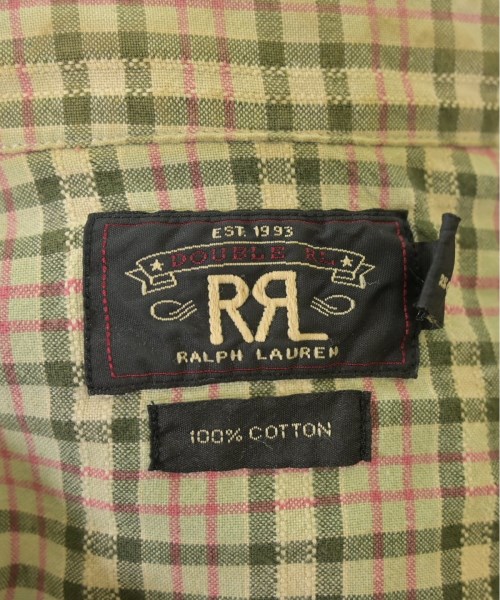 EST. 1993
DOUBLE RL
RRL
RALPH LAUREN
100% COTTON